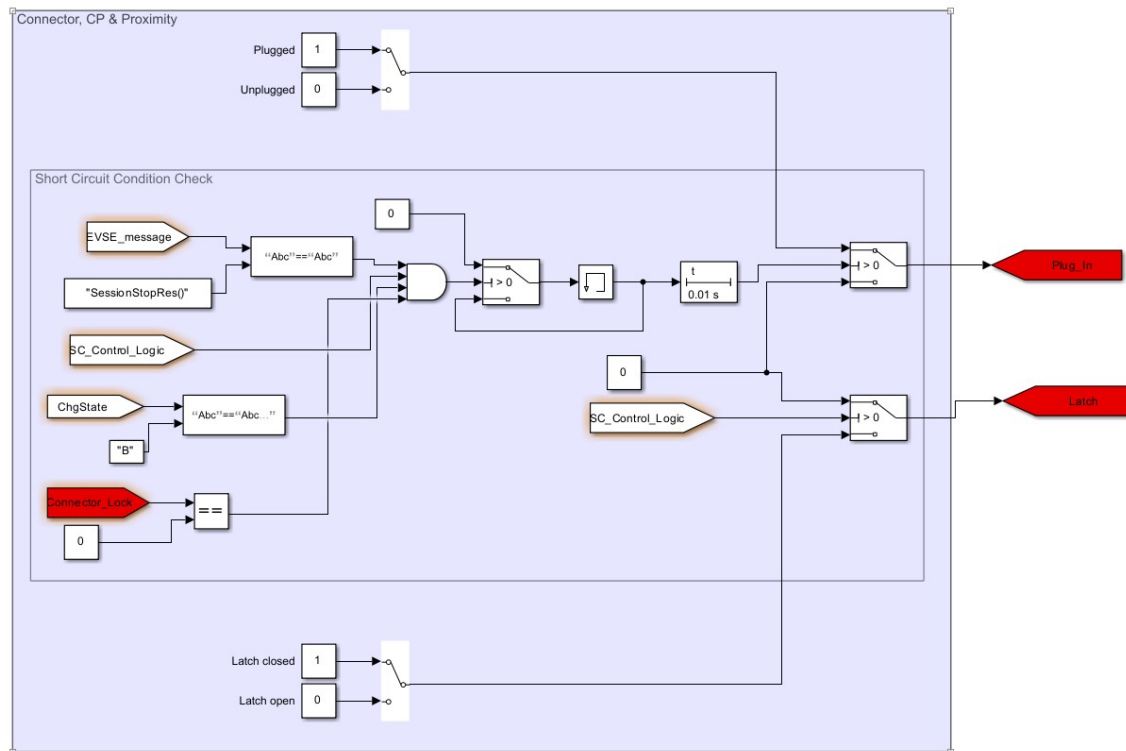 Connector, CP & Proximity
Plugged
1
Unplugged
0
Short Circuit Condition Check
0
EVSE_message
"Abc"=="Abc"
"SessionStopRes()"
> 0
t
0.01 s
> 0
Plug_In
SC_Control_Logic
0
ChgState
"Abc"=="Abc..."
"B"
SC_Control_Logic
> 0
Latch
Connector_Lock
==
0
Latch closed
1
Latch open
0